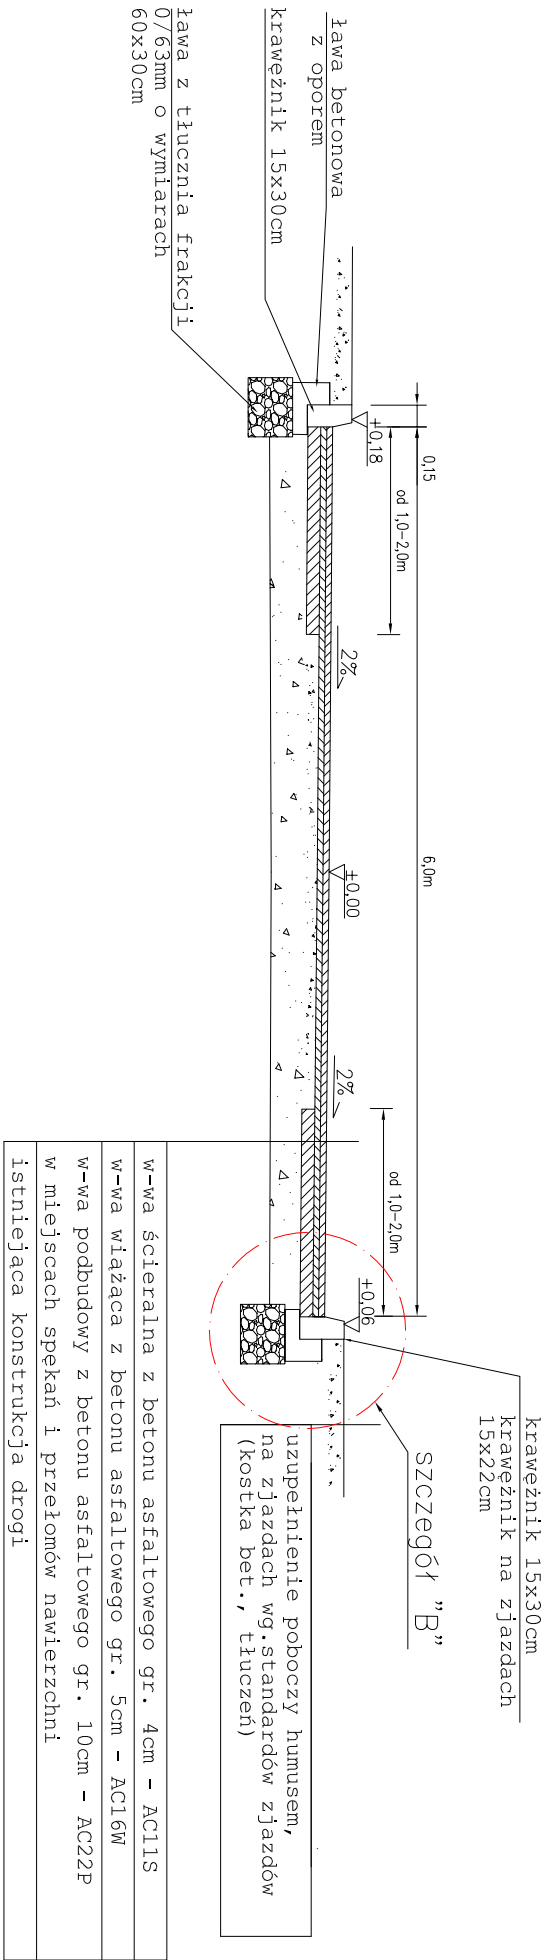 ława betonowa
z oporem
krawężnik 15x30cm
ława z tłucznia frakcji
0/63mm o wymiarach
60x30cm
+0,18
0,15
od 1,0-2,0m
2%
6,0m
±0,00
2%
od 1,0-2,0m
+0,06
krawężnik 15x30cm
krawężnik na zjazdach
15x22cm
szczegół "B"
uzupełnienie poboczy humusem,
na zjazdach wg.standardów zjazdów
(kostka bet., tłuczeń)
w-wa ścieralna z betonu asfaltowego gr. 4cm - AC11S
w-wa wiążąca z betonu asfaltowego gr. 5cm - AC16W
w-wa podbudowy z betonu asfaltowego gr. 10cm - AC22P
w miejscach spękań i przełomów nawierzchni
istniejąca konstrukcja drogi